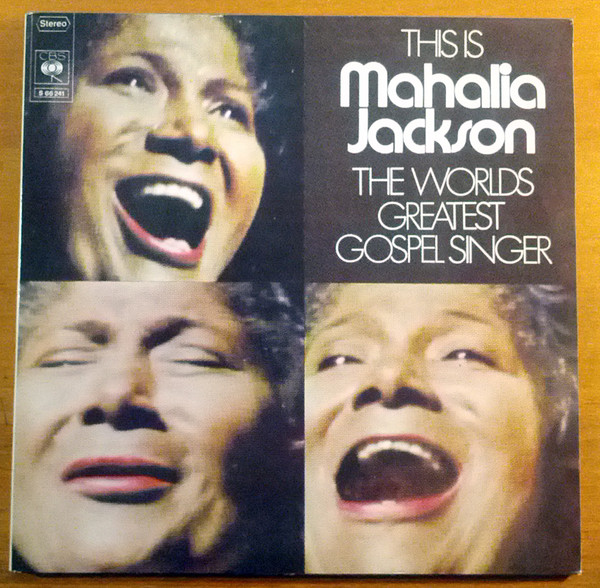 Stereo
CBS
S 66 241
THIS IS
Mahalia
Jackson
THE WORLDS
GREATEST
GOSPEL SINGER